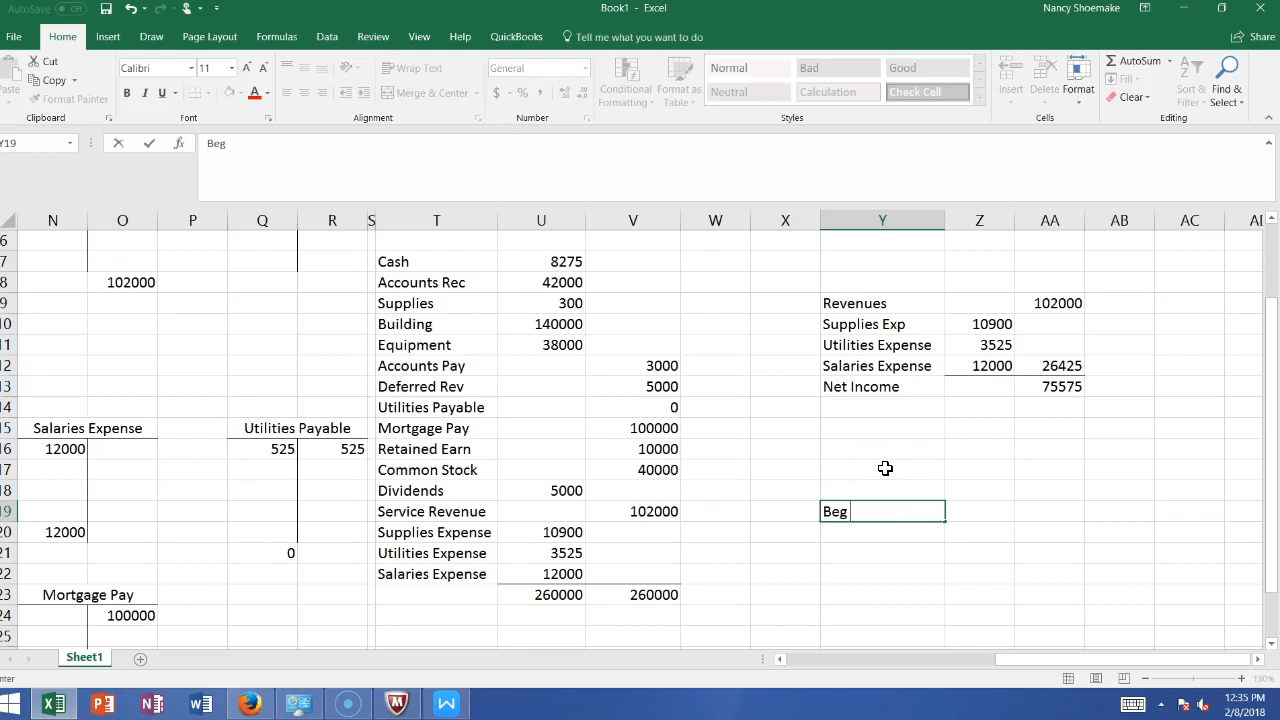 AutoSave Off Book1 - Excel Nancy Shoemake
File Home Insert Draw Page Layout Formulas Data Review View Help QuickBooks Tell me what you want to do Share
Cut Calibri 11 Wrap Text General Normal Bad Good AutoSum
Copy Fill
Paste Format Painter B I U Merge & Center $ % Conditional Formatting Format as Table Neutral Calculation Check Cell Insert Delete Format Clear Sort & Filter Find & Select
Clipboard Font Alignment Number Styles Cells Editing
Y19 fx Beg
N O P Q R S T U V W X Y Z AA AB AC
6
7 Cash 8275
8 102000 Accounts Rec 42000
9 Supplies 300 Revenues 102000
10 Building 140000 Supplies Exp 10900
11 Equipment 38000 Utilities Expense 3525
12 Accounts Pay 3000 Salaries Expense 12000 26425
13 Deferred Rev 5000 Net Income 75575
14 Utilities Payable 0
15 Salaries Expense Utilities Payable Mortgage Pay 100000
16 12000 525 525 Retained Earn 10000
17 Common Stock 40000
18 Dividends 5000
19 Service Revenue 102000 Beg
20 12000 Supplies Expense 10900
21 0 Utilities Expense 3525
22 Salaries Expense 12000
23 Mortgage Pay 260000 260000
24 100000
25
Sheet1
nter 130%
12:35 PM
2/8/2018